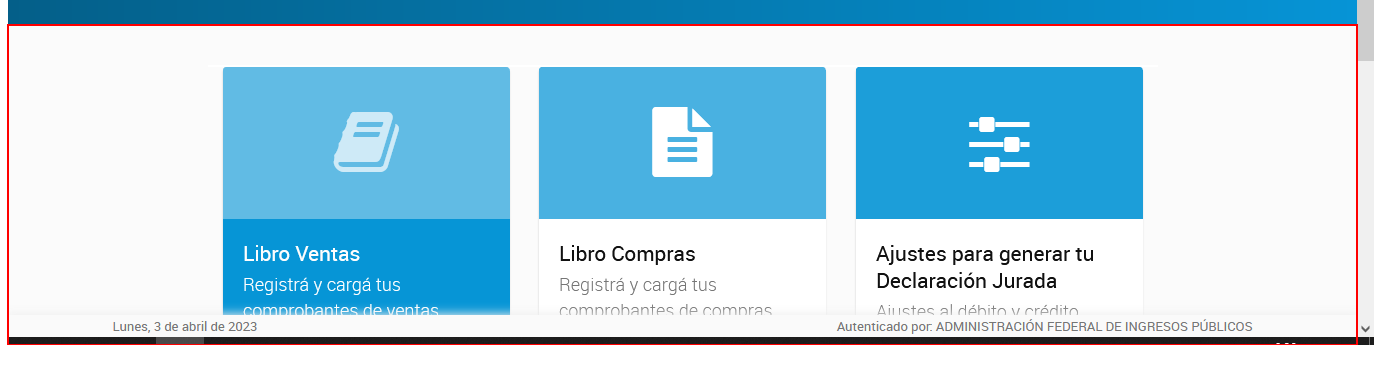 Libro Ventas
Registrá y cargá tus
comprobantes de ventas
Libro Compras
Registrá y cargá tus
comprobantes de compras
Ajustes para generar tu
Declaración Jurada
Ajustes al débito y crédito
Lunes, 3 de abril de 2023
Autenticado por: ADMINISTRACIÓN FEDERAL DE INGRESOS PÚBLICOS